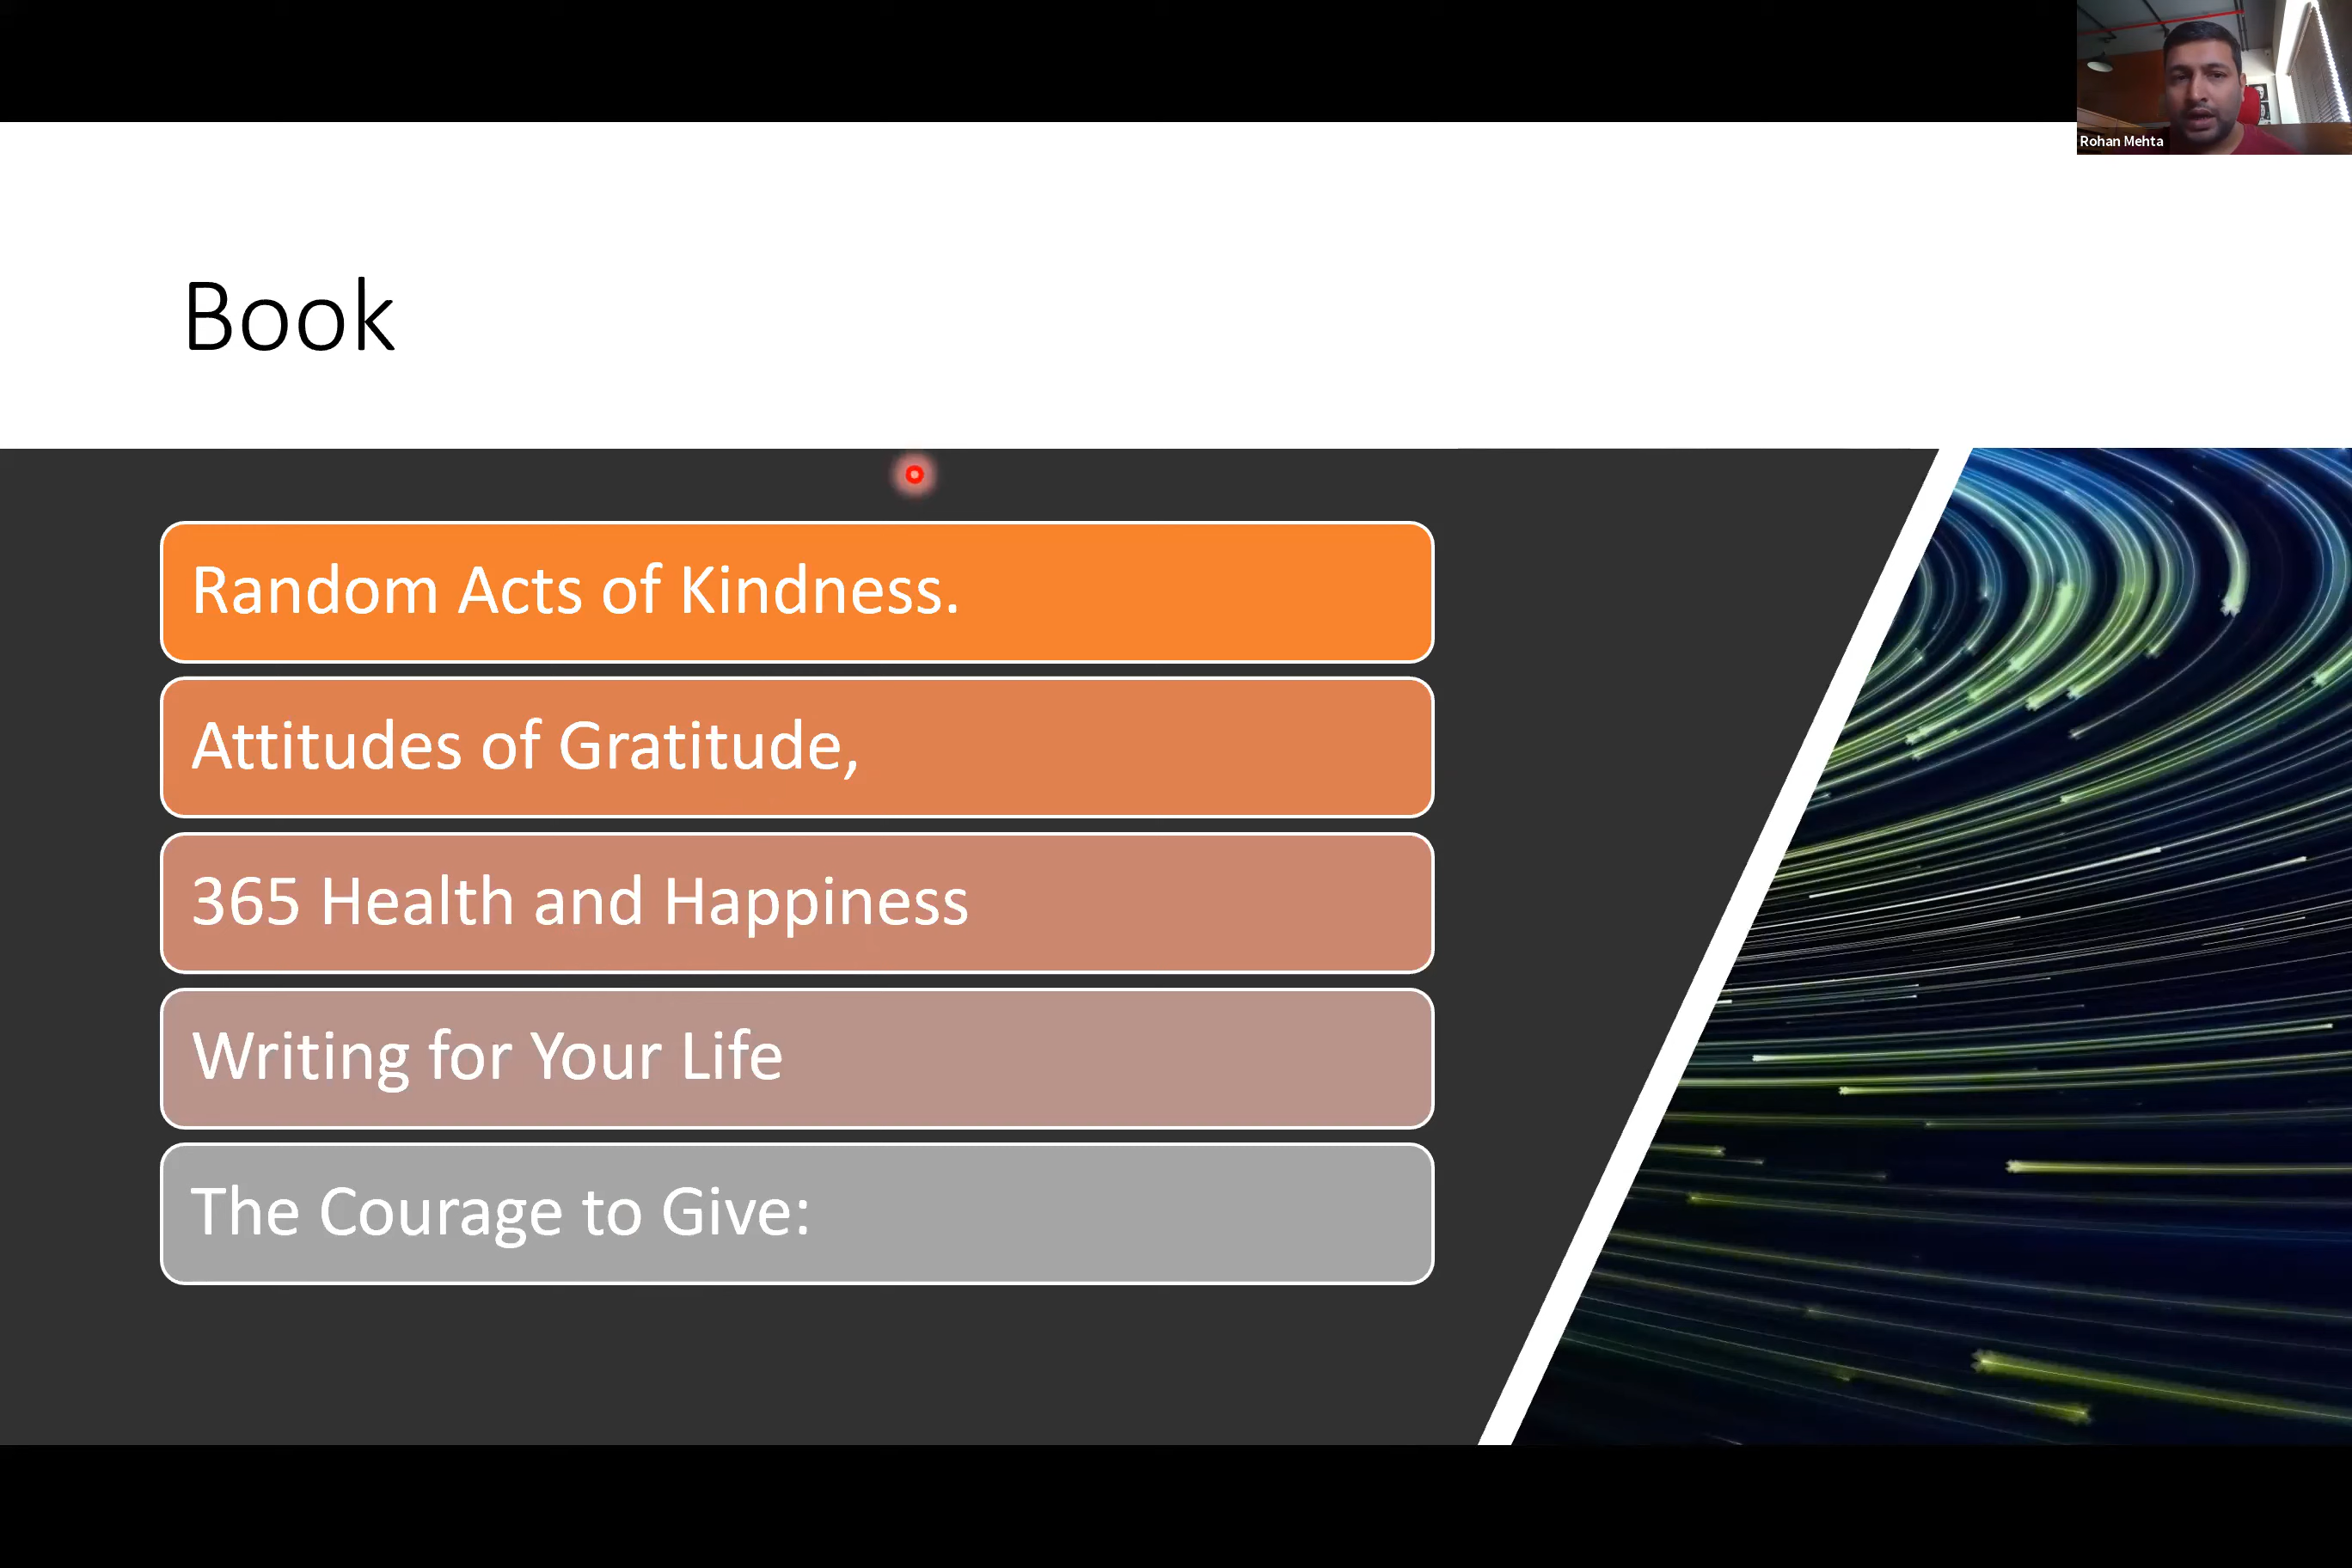 Rohan Mehta
Book
Random Acts of Kindness.
Attitudes of Gratitude,
365 Health and Happiness
Writing for Your Life
The Courage to Give: